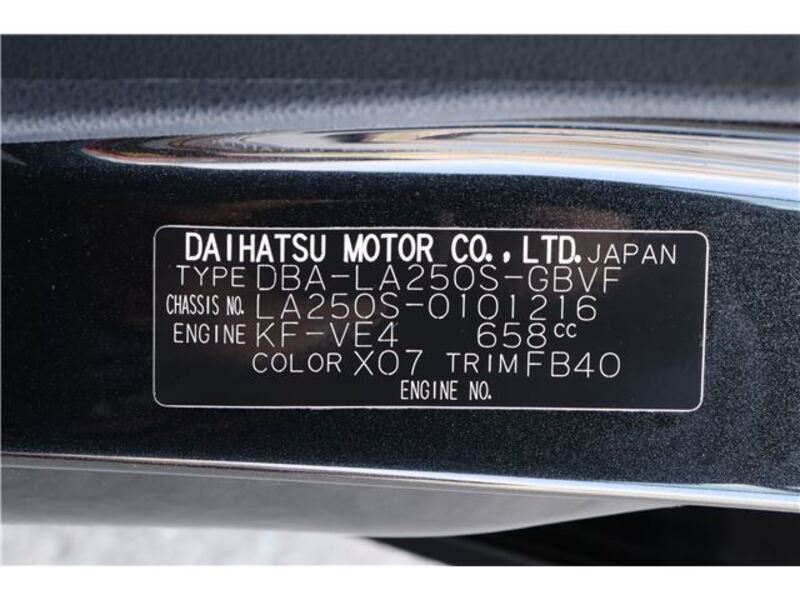 DAIHATSU MOTOR CO., LTD. JAPAN
TYPE DBA-LA250S-GBVF
CHASSIS NO. LA250S-0101216
ENGINE KF-VE4 658cc
COLOR X07 TRIM FB40
ENGINE NO.